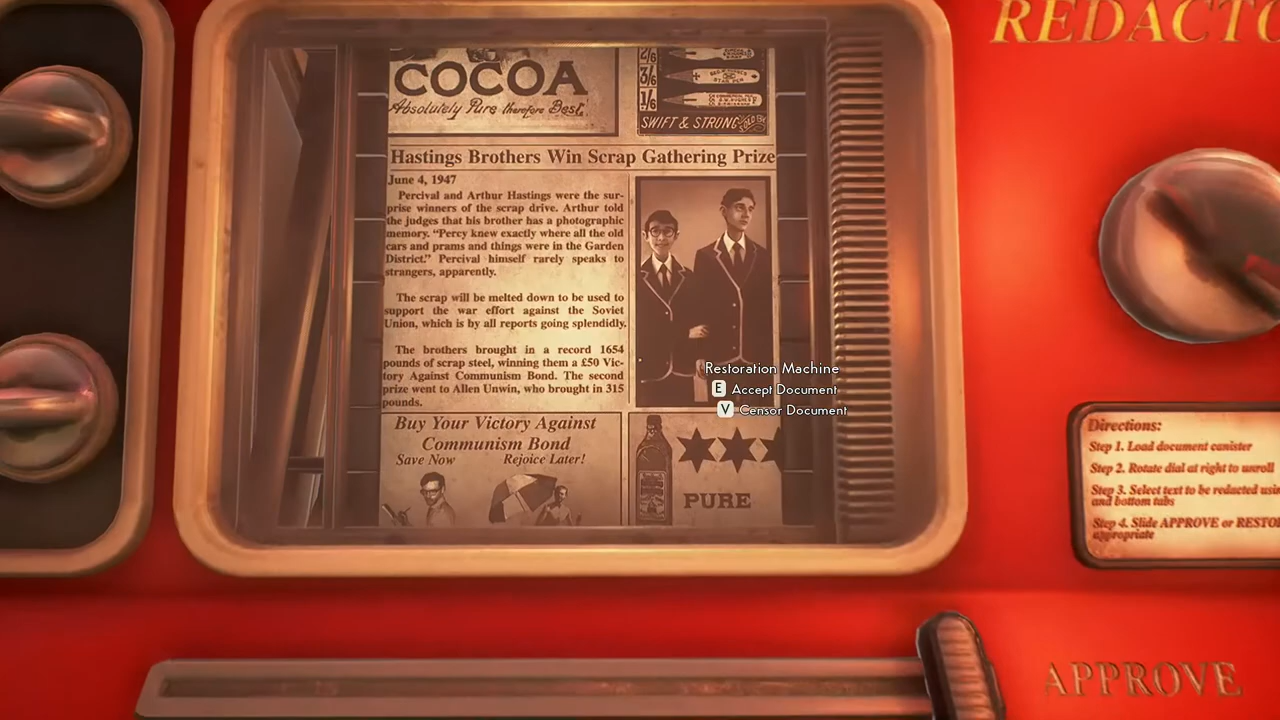 REDACTO
COCOA
Absolutely Pure therefore Best.
2/6
3/6
1/6
SWIFT & STRONG
Hastings Brothers Win Scrap Gathering Prize
June 4, 1947
Percival and Arthur Hastings were the sur-
prise winners of the scrap drive. Arthur told
the judges that his brother has a photographic
memory. “Percy knew exactly where all the old
cars and prams and things were in the Garden
District.” Percival himself rarely speaks to
strangers, apparently.
The scrap will be melted down to be used to
support the war effort against the Soviet
Union, which is by all reports going splendidly.
The brothers brought in a record 1654
pounds of scrap steel, winning them a £50 Vic-
tory Against Communism Bond. The second
prize went to Allen Unwin, who brought in 315
pounds.
Buy Your Victory Against
Communism Bond
Save Now Rejoice Later!
PURE
Restoration Machine
E Accept Document
V Censor Document
Directions:
Step 1. Load document canister
Step 2. Rotate dial at right to unroll
Step 3. Select text to be redacted usin
and bottom tabs
Step 4. Slide APPROVE or RESTO
appropriate
APPROVE